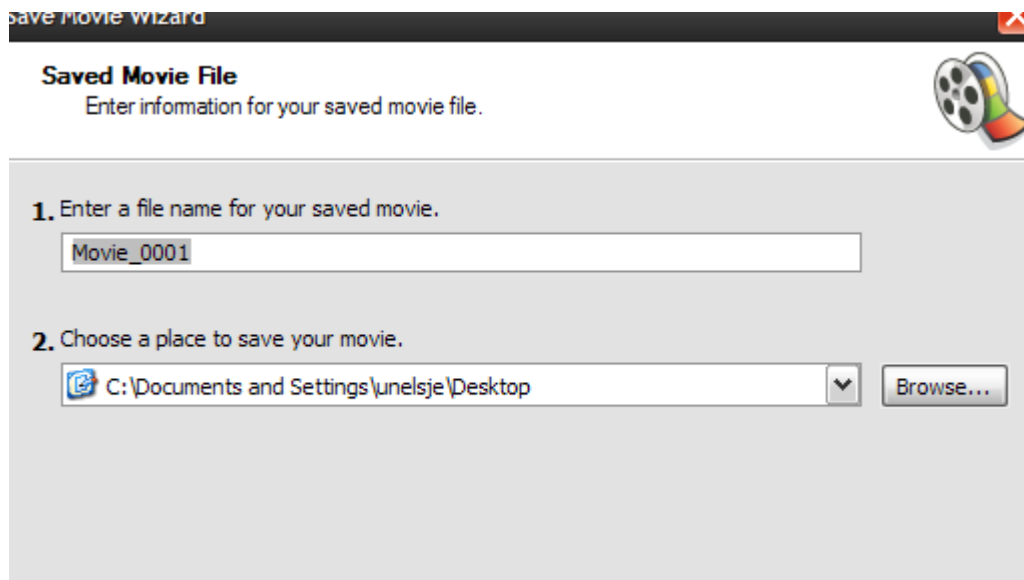 Save Movie Wizard
Saved Movie File
Enter information for your saved movie file.
1. Enter a file name for your saved movie.
Movie_0001
2. Choose a place to save your movie.
C:\Documents and Settings\unelsje\Desktop
Browse...